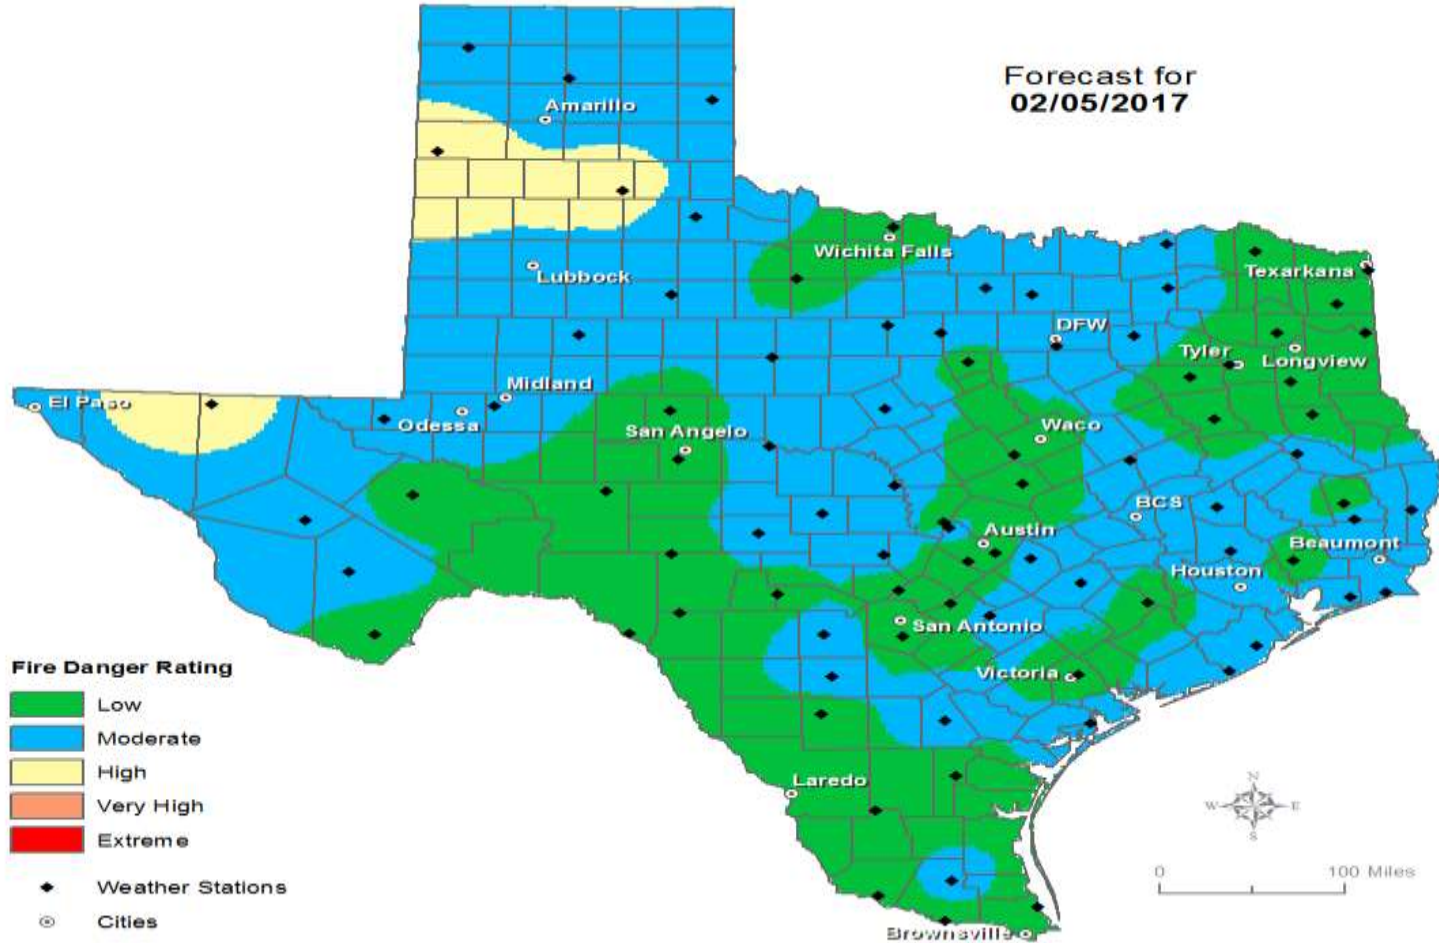 Forecast for
02/05/2017
Amarillo
Wichita Falls
Texarkana
Lubbock
DFW
Tyler
Longview
Midland
El Paso
Odessa
San Angelo
Waco
BCS
Austin
Beaumont
Houston
San Antonio
Victoria
Laredo
Brownsville
Fire Danger Rating
Low
Moderate
High
Very High
Extreme
Weather Stations
Cities
N
W E
S
0 100 Miles